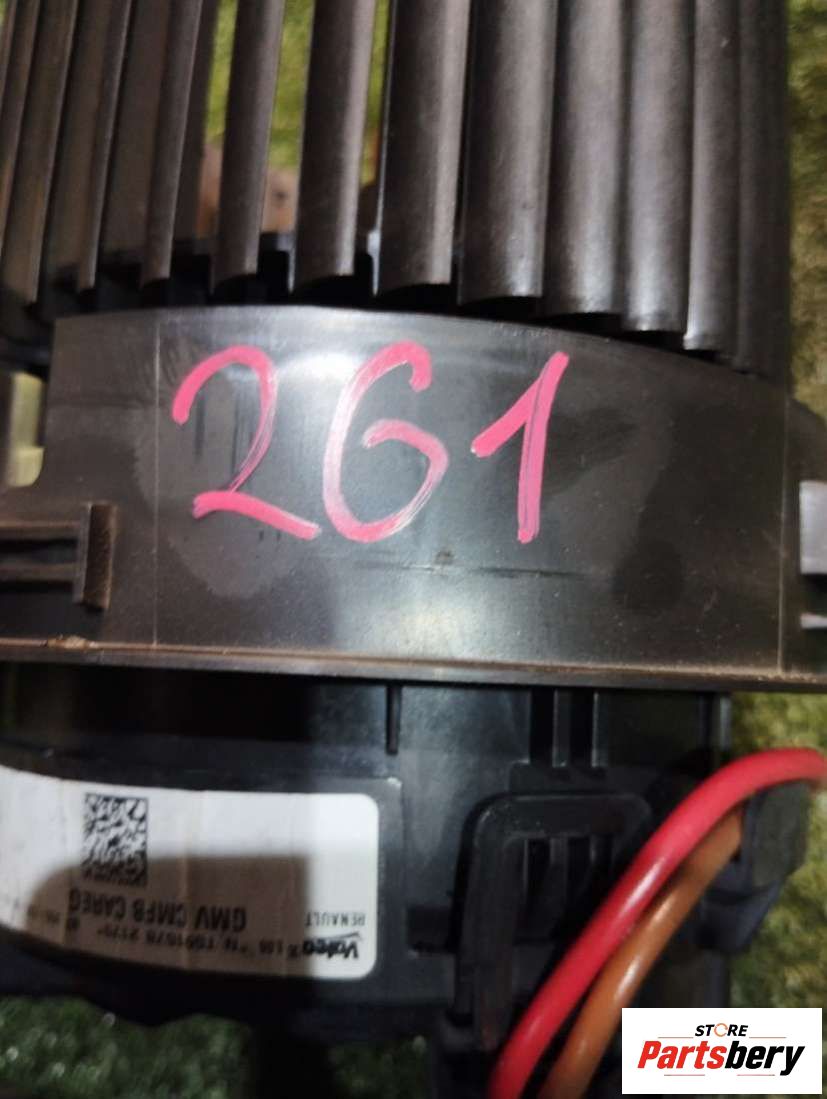 261
Valeo
RENAULT
GMV CMFB CAREG
STORE
Partsbery